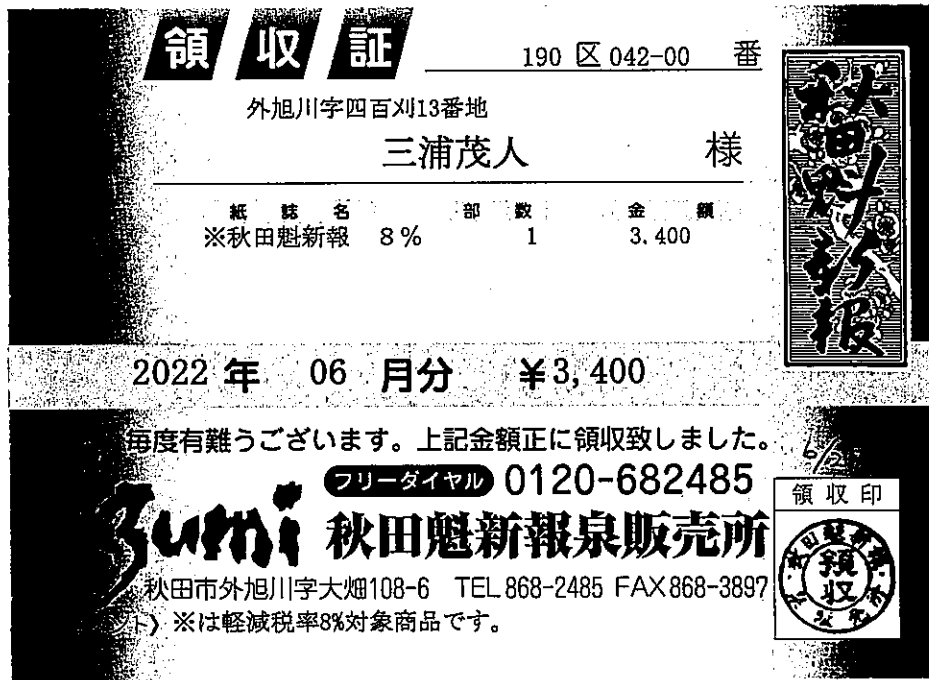 領収証
190 区 042-00 番
外旭川字四百刈13番地
三浦茂人 様
紙 誌 名 部 数 金 額
※秋田魁新報 8% 1 3,400
秋田魁新報
2022 年 06 月分 ¥3,400
毎度有難うございます。上記金額正に領収致しました。
フリーダイヤル 0120-682485
秋田魁新報泉販売所
領収印
領収
秋田市外旭川字大畑108-6 TEL 868-2485 FAX 868-3897
※は軽減税率8%対象商品です。